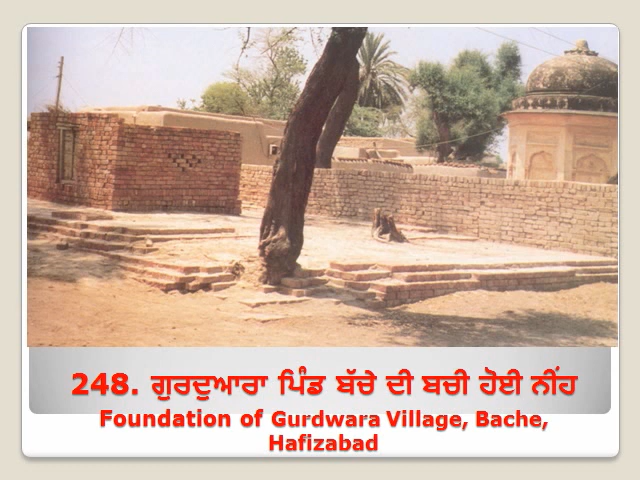 248. ਗੁਰਦੁਆਰਾ ਪਿੰਡ ਬੱਚੇ ਦੀ ਬਚੀ ਹੋਈ ਨੀਂਹ
Foundation of Gurdwara Village, Bache,
Hafizabad